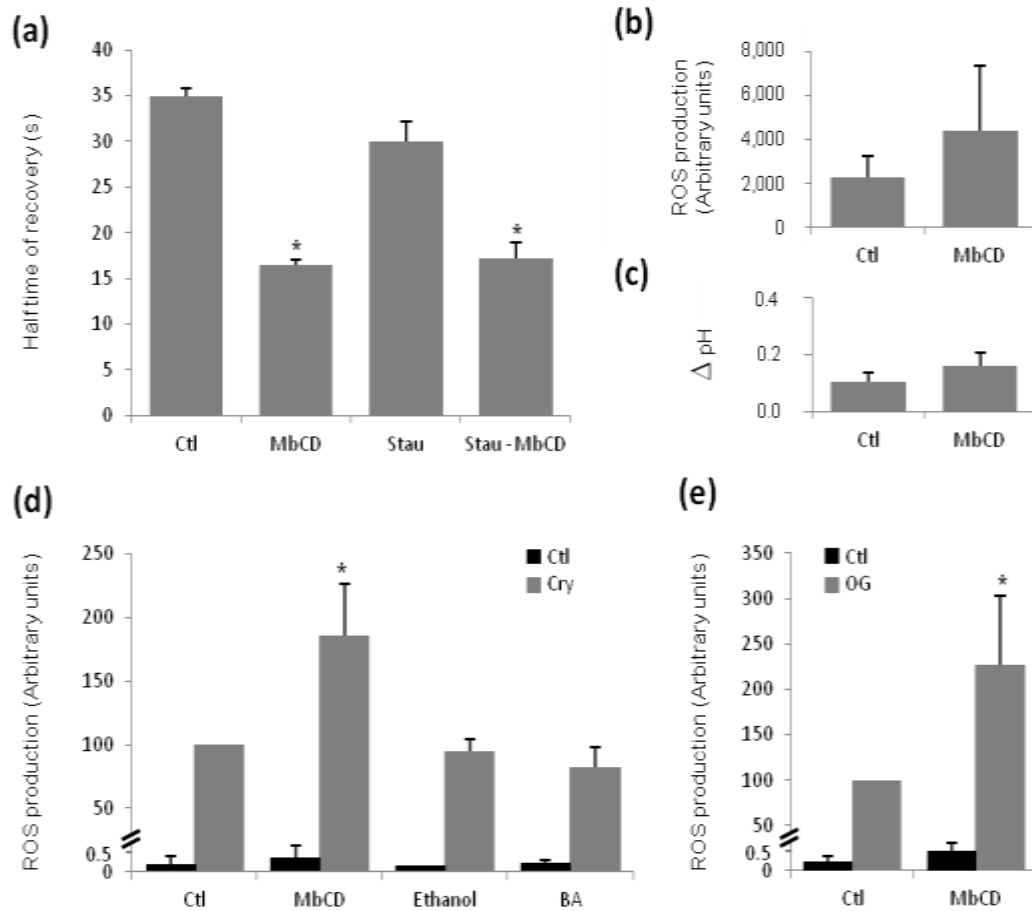 (a)
Halftime of recovery (s)
40
35
30
25
20
15
10
5
0
*
*
Ctl MbCD Stau Stau - MbCD
(b)
ROS production
(Arbitrary units)
8,000
6,000
4,000
2,000
0
Ctl MbCD
(c)
Δ pH
0.4
0.2
0.0
Ctl MbCD
(d)
ROS production (Arbitrary units)
250
200
150
100
50
0.5
0
*
Ctl
Cry
Ctl MbCD Ethanol BA
(e)
ROS production (Arbitrary units)
350
300
250
200
150
100
50
0.5
0
Ctl
OG
*
Ctl MbCD